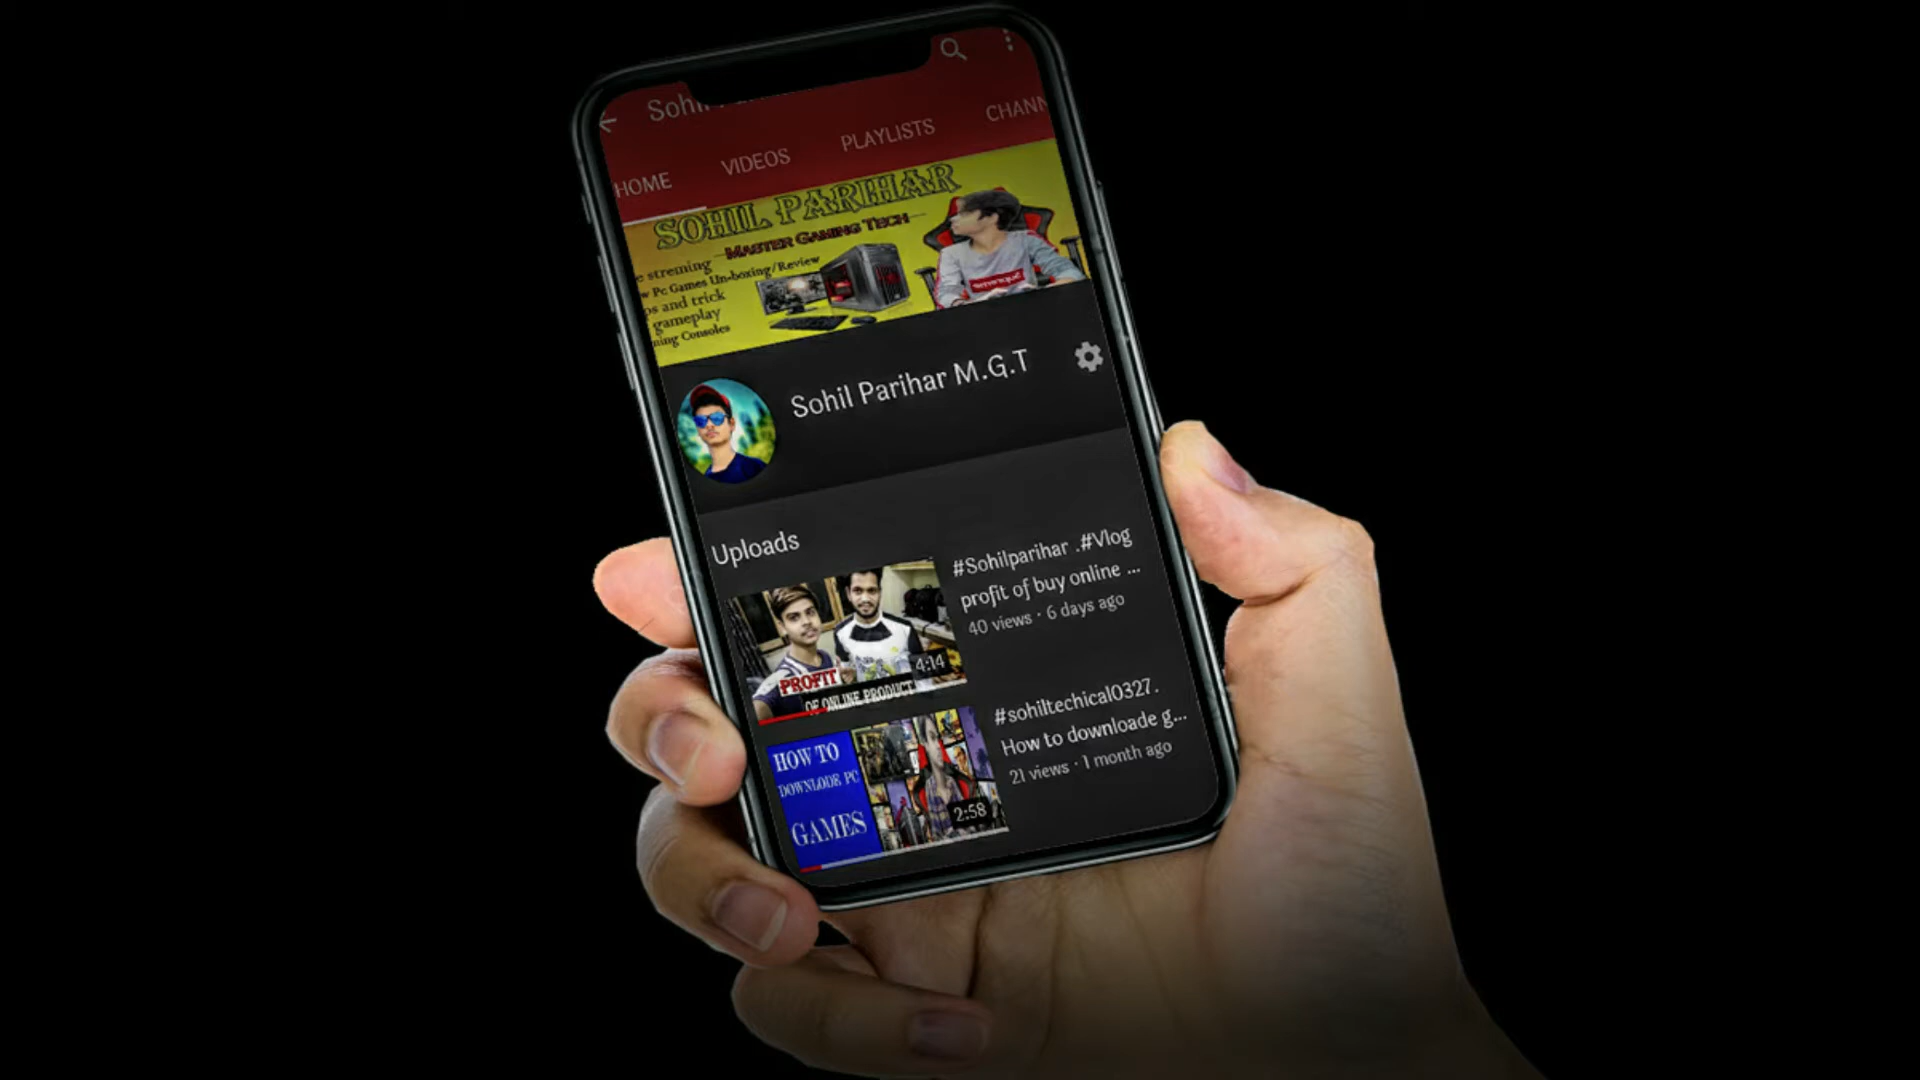 HOME
VIDEOS
PLAYLISTS
SOHIL PARIHAR
MASTER GAMING TECH
streming
Pc Games Un-boxing/Review
and trick
gameplay
Consoles
Sohil Parihar M.G.T
Uploads
#Sohilparihar .#Vlog
profit of buy online ...
40 views · 6 days ago
4:14
PROFIT
OF ONLINE PRODUCT
#sohiltechical0327.
How to downloade g...
21 views · 1 month ago
HOW TO
DOWNLODE PC
GAMES
2:58